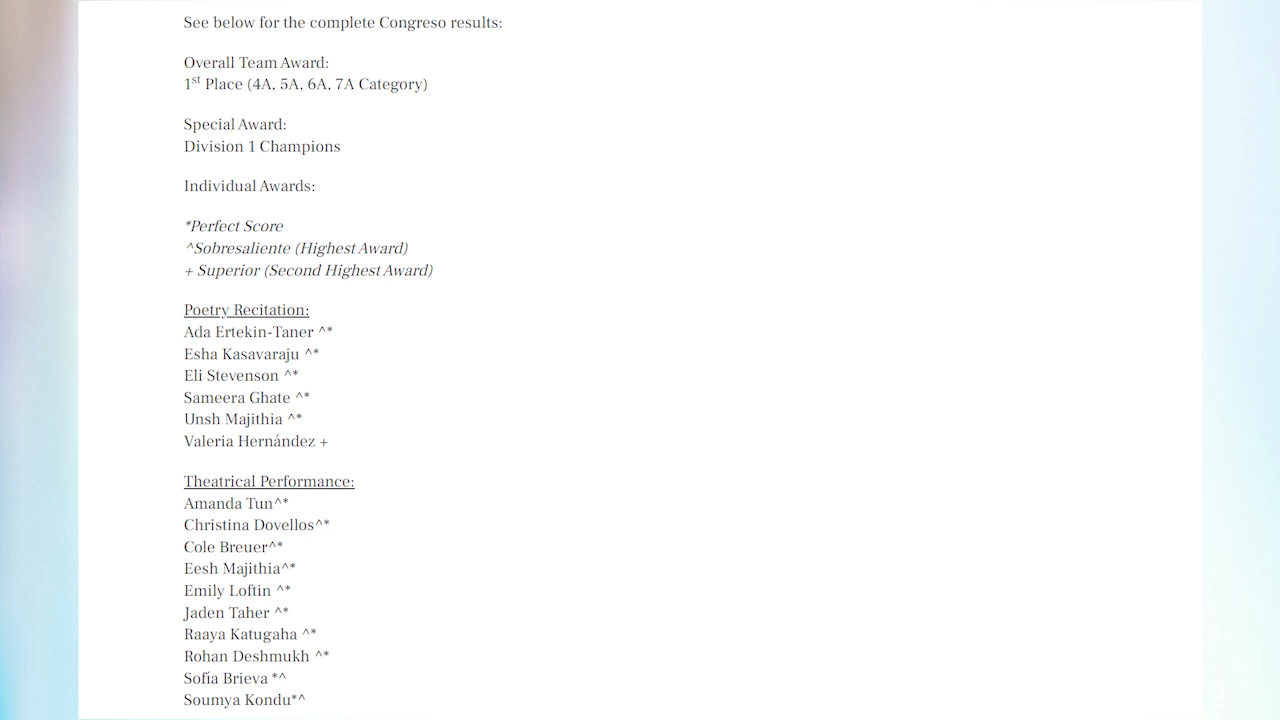 See below for the complete Congreso results:
Overall Team Award:
1st Place (4A, 5A, 6A, 7A Category)
Special Award:
Division 1 Champions
Individual Awards:
*Perfect Score
^Sobresaliente (Highest Award)
+ Superior (Second Highest Award)
Poetry Recitation:
Ada Ertekin-Taner ^*
Esha Kasavaraju ^*
Eli Stevenson ^*
Sameera Ghate ^*
Unsh Majithia ^*
Valeria Hernández +
Theatrical Performance:
Amanda Tun^*
Christina Dovellos^*
Cole Breuer^*
Eesh Majithia^*
Emily Loftin ^*
Jaden Taher ^*
Raaya Katugaha ^*
Rohan Deshmukh ^*
Sofía Brieva *^
Soumya Kondu*^